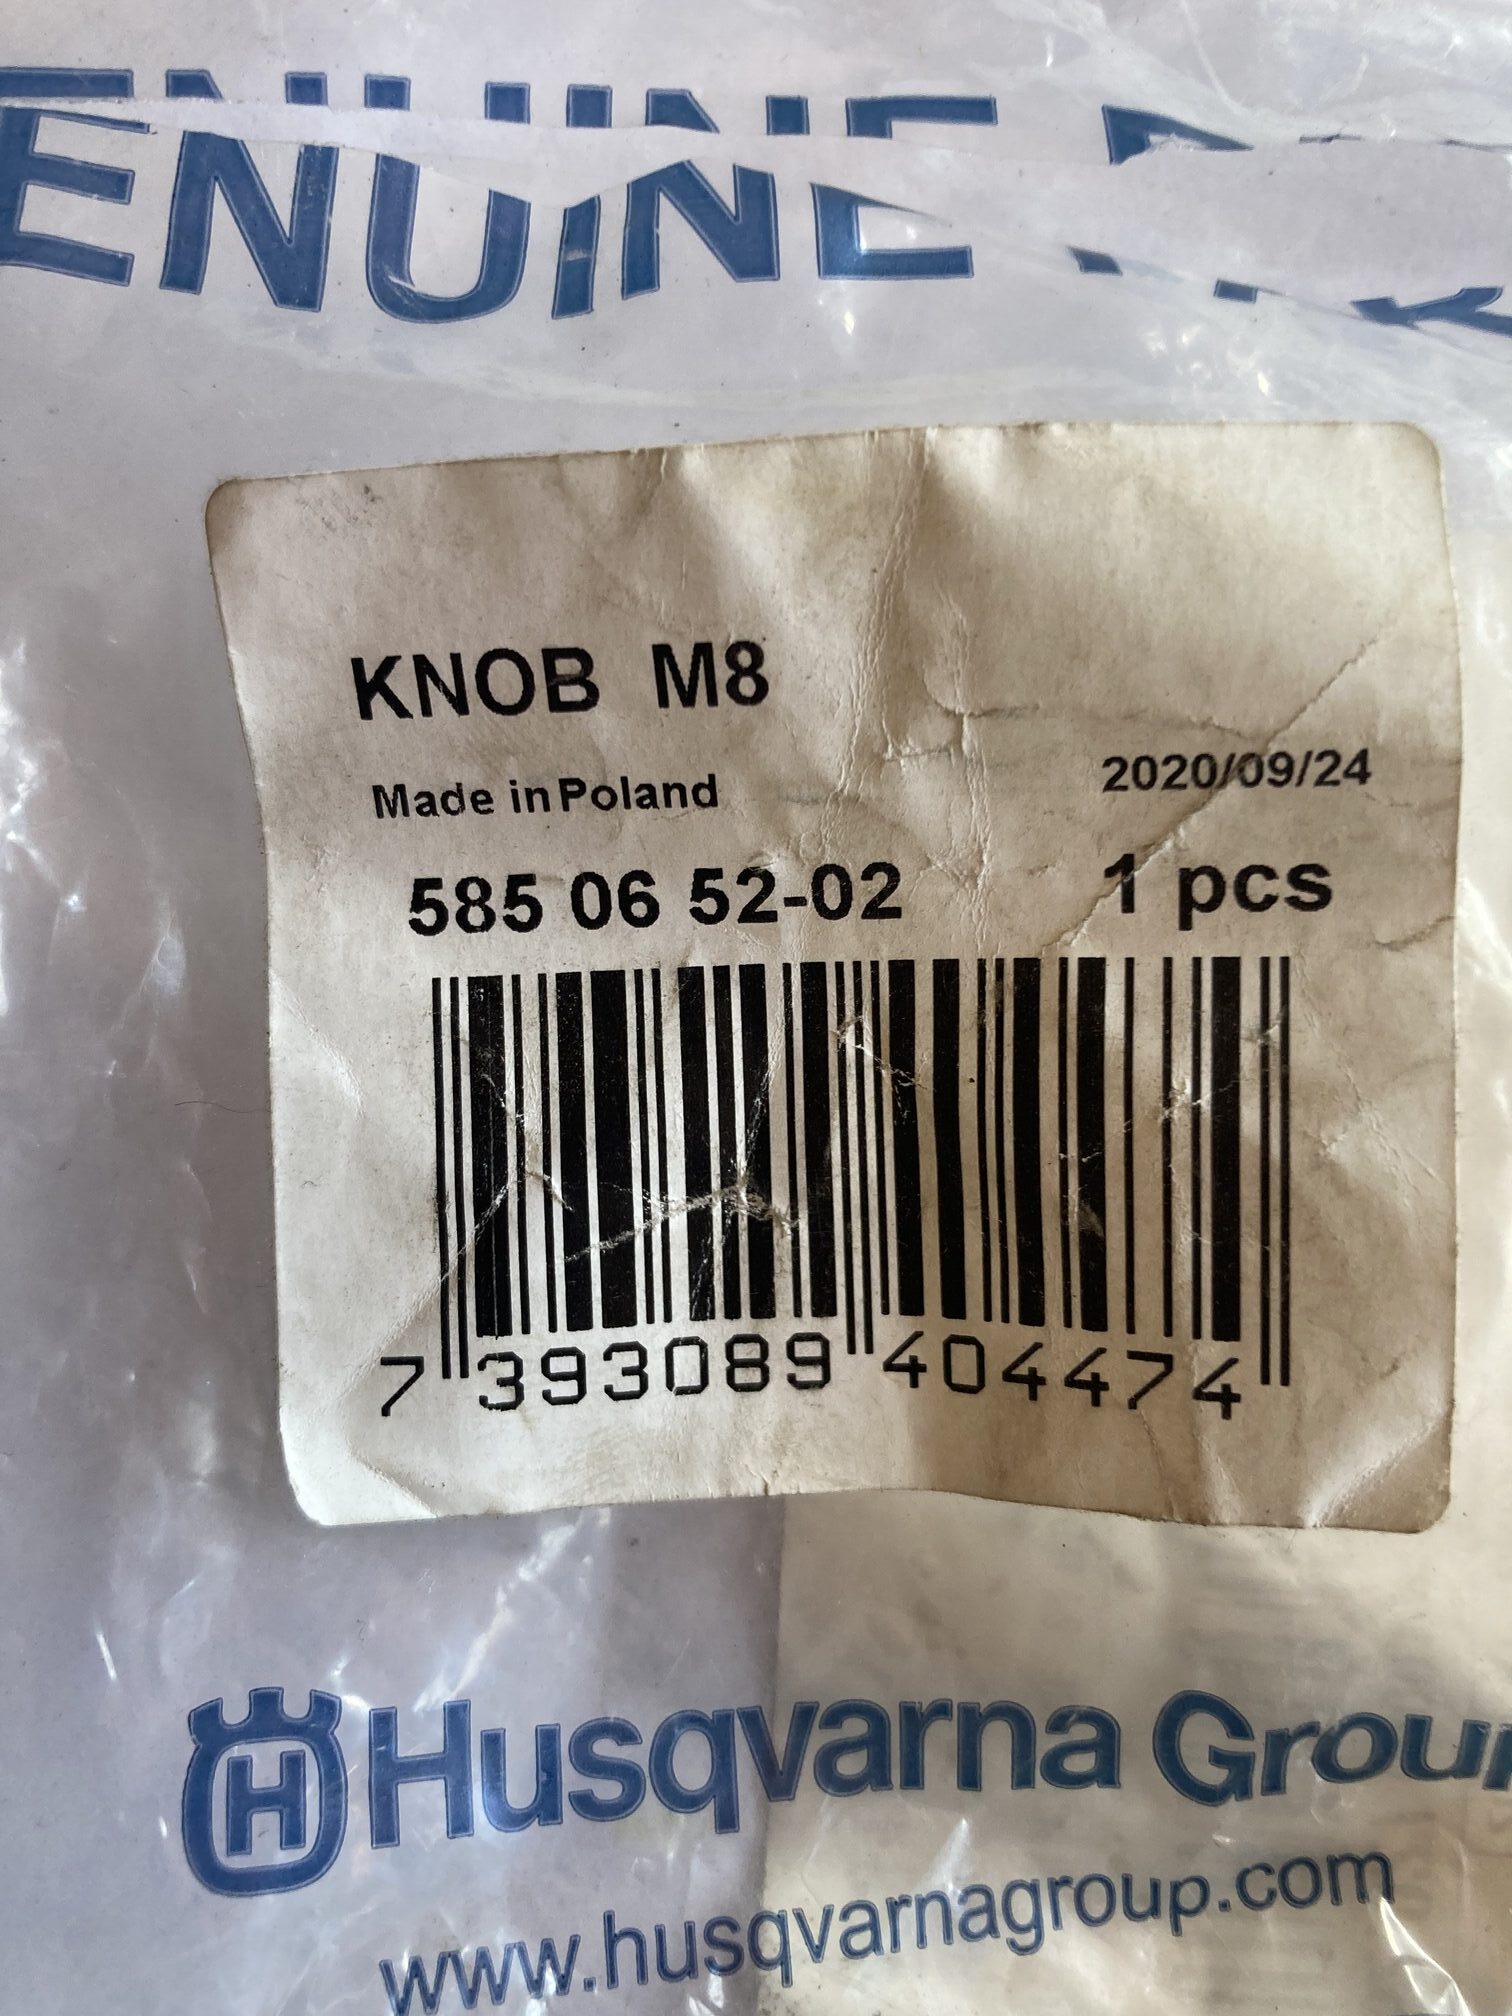 ENUINE
KNOB M8
Made in Poland
2020/09/24
585 06 52-02
1 pcs
7 393089 404474
H Husqvarna Group
www.husqvarnagroup.com